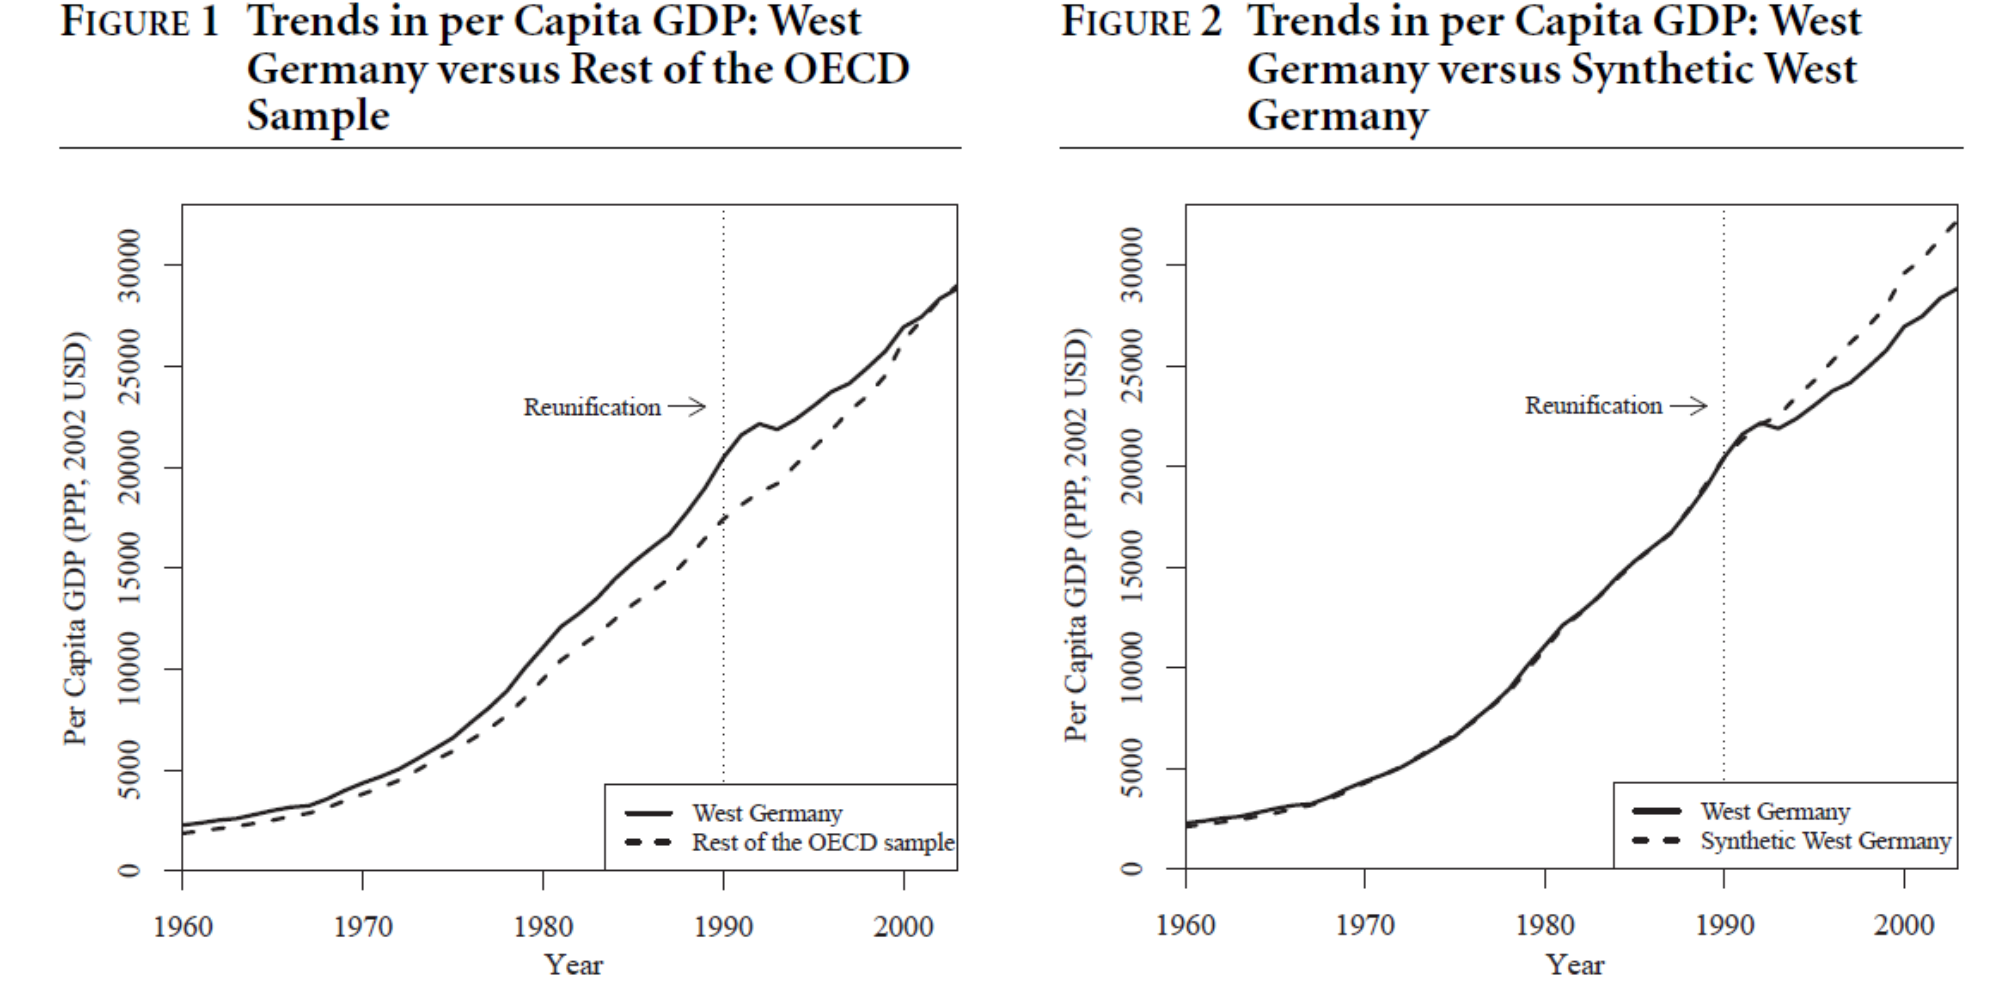 FIGURE 1 Trends in per Capita GDP: West
Germany versus Rest of the OECD
Sample
Per Capita GDP (PPP, 2002 USD)
30000
25000
20000
15000
10000
5000
0
Reunification
West Germany
Rest of the OECD sample
1960 1970 1980 1990 2000
Year
FIGURE 2 Trends in per Capita GDP: West
Germany versus Synthetic West
Germany
Per Capita GDP (PPP, 2002 USD)
30000
25000
20000
15000
10000
5000
0
Reunification
West Germany
Synthetic West Germany
1960 1970 1980 1990 2000
Year